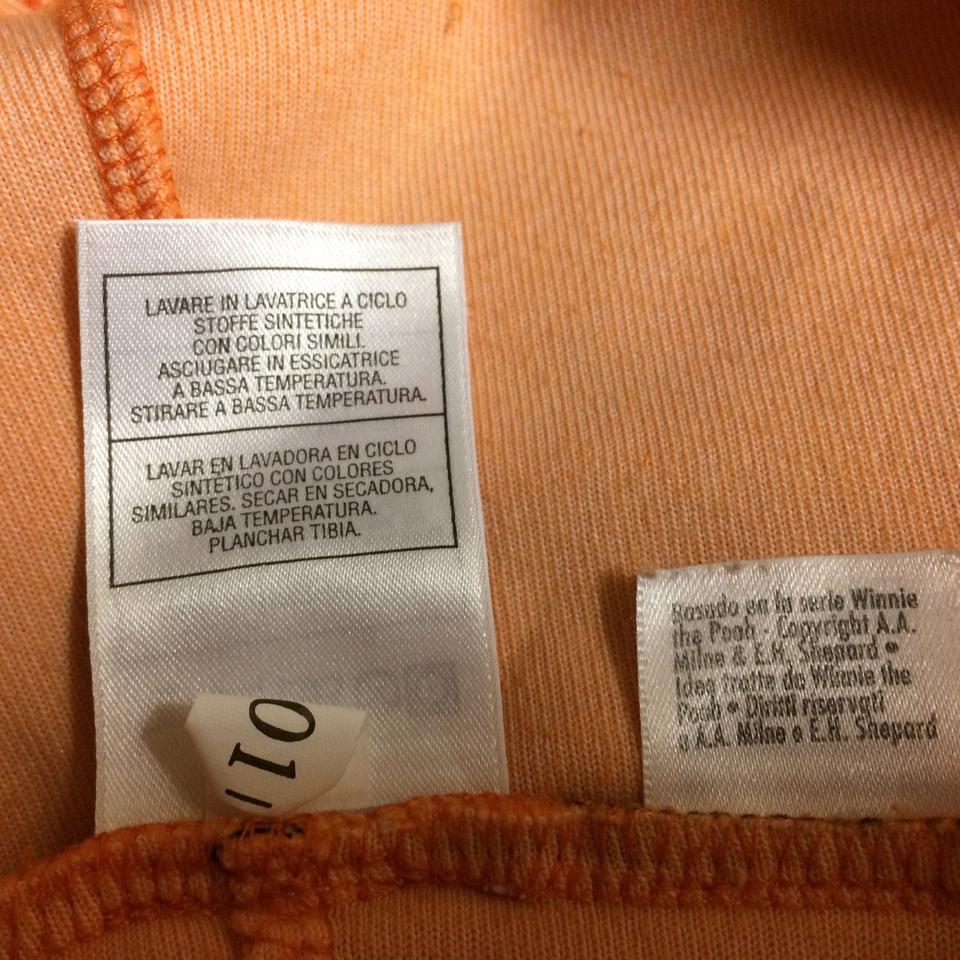 LAVARE IN LAVATRICE A CICLO
STOFFE SINTETICHE
CON COLORI SIMILI.
ASCIUGARE IN ESSICATRICE
A BASSA TEMPERATURA.
STIRARE A BASSA TEMPERATURA.
LAVAR EN LAVADORA EN CICLO
SINTÉTICO CON COLORES
SIMILARES. SECAR EN SECADORA,
BAJA TEMPERATURA.
PLANCHAR TIBIA.
10
Basado en la serie Winnie
the Pooh - Copyright A.A.
Milne & E.H. Shepard •
Idea tratta da Winnie the
Pooh • Diritti riservati
a A.A. Milne e E.H. Shepard